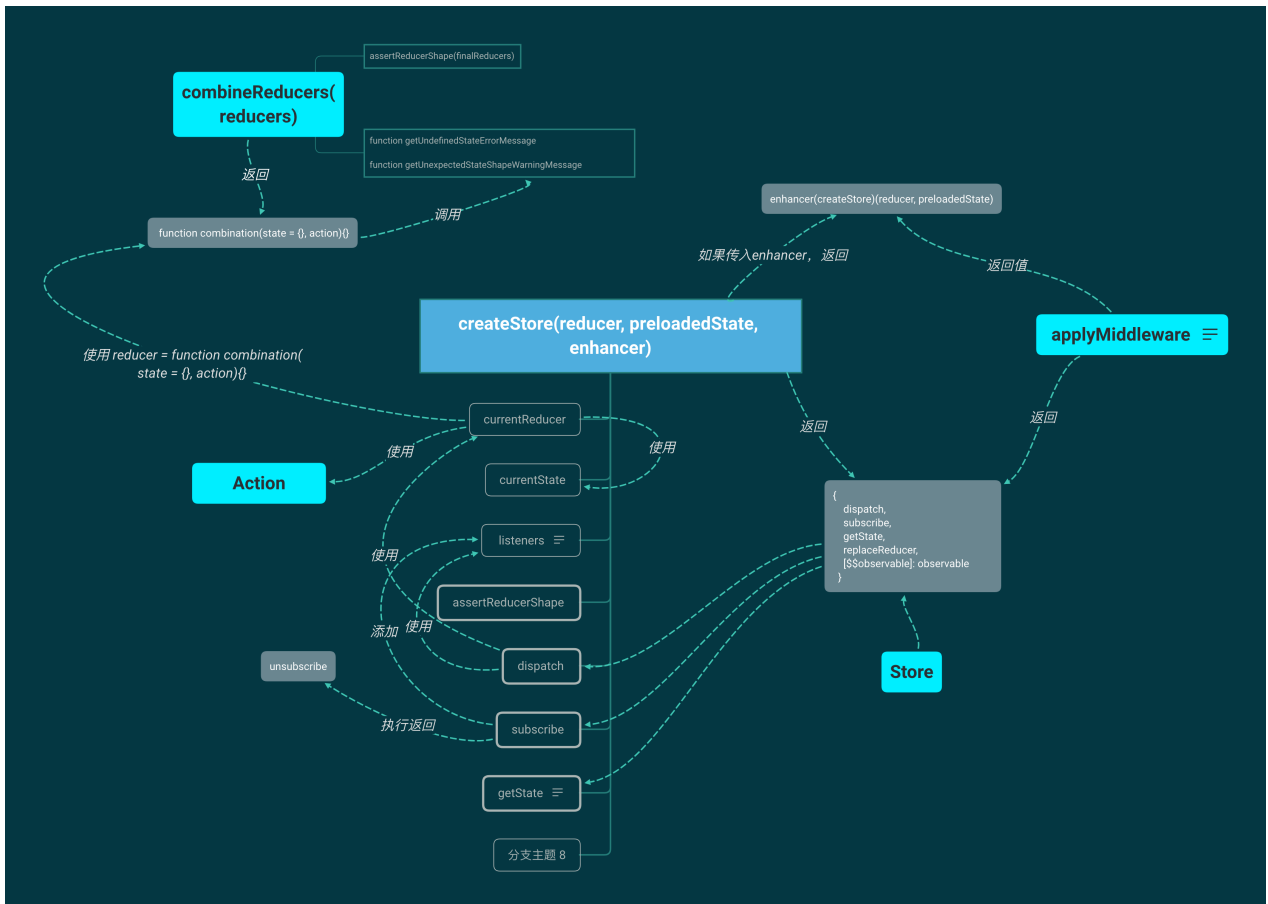 assertReducerShape(finalReducers)
combineReducers(
reducers)
function getUndefinedStateErrorMessage
function getUnexpectedStateShapeWarningMessage
返回
调用
function combination(state = {}, action){}
enhancer(createStore)(reducer, preloadedState)
如果传入enhancer，返回
返回值
createStore(reducer, preloadedState,
enhancer)
applyMiddleware
使用 reducer = function combination(
state = {}, action){}
currentReducer
返回
返回
使用
使用
Action
currentState
{
dispatch,
subscribe,
getState,
replaceReducer,
[$$observable]: observable
}
listeners
使用
assertReducerShape
添加
使用
unsubscribe
dispatch
Store
执行返回
subscribe
getState
分支主题 8